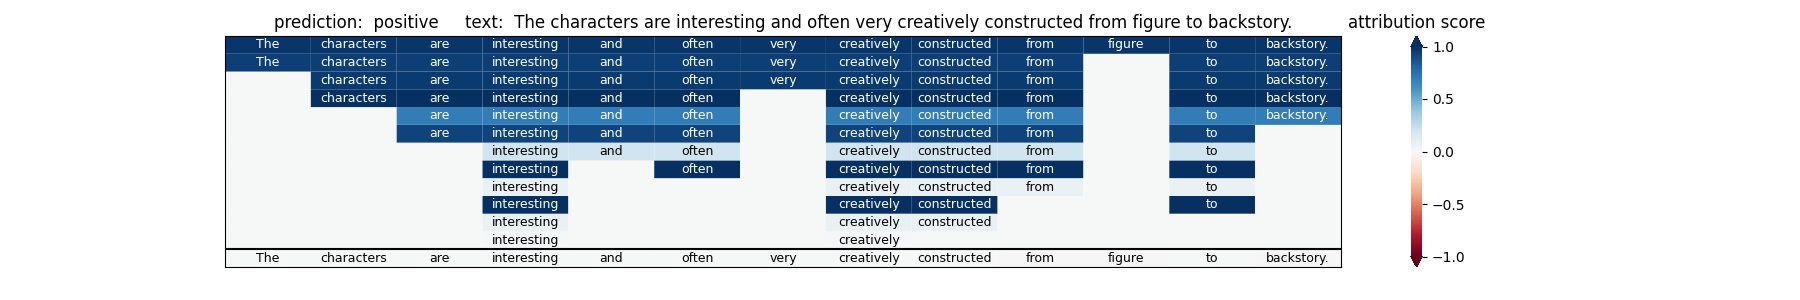 prediction:  positive     text:  The characters are interesting and often very creatively constructed from figure to backstory.     attribution score
The characters are interesting and often very creatively constructed from figure to backstory. 1.0
The characters are interesting and often very creatively constructed from to backstory.
characters are interesting and often very creatively constructed from to backstory.
characters are interesting and often creatively constructed from to backstory. 0.5
are interesting and often creatively constructed from to backstory.
are interesting and often creatively constructed from to
interesting and often creatively constructed from to 0.0
interesting often creatively constructed from to
interesting creatively constructed from to
interesting creatively constructed to −0.5
interesting creatively constructed
interesting creatively
The characters are interesting and often very creatively constructed from figure to backstory. −1.0